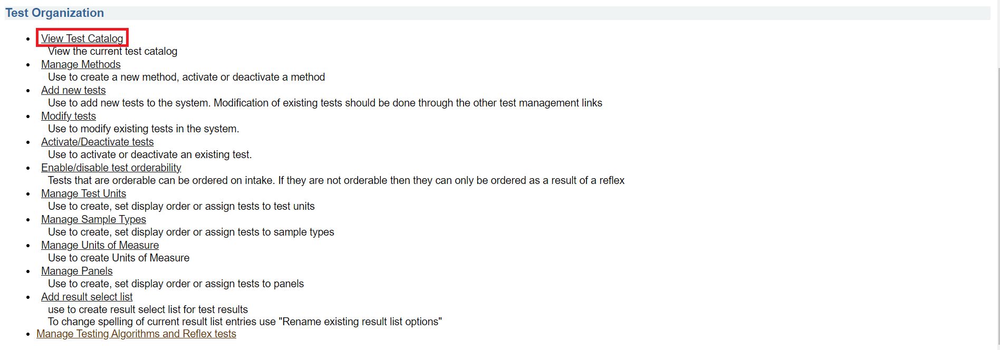 Test Organization
View Test Catalog
View the current test catalog
Manage Methods
Use to create a new method, activate or deactivate a method
Add new tests
Use to add new tests to the system. Modification of existing tests should be done through the other test management links
Modify tests
Use to modify existing tests in the system.
Activate/Deactivate tests
Use to activate or deactivate an existing test.
Enable/disable test orderability
Tests that are orderable can be ordered on intake. If they are not orderable then they can only be ordered as a result of a reflex
Manage Test Units
Use to create, set display order or assign tests to test units
Manage Sample Types
Use to create, set display order or assign tests to sample types
Manage Units of Measure
Use to create Units of Measure
Manage Panels
Use to create, set display order or assign tests to panels
Add result select list
use to create result select list for test results
To change spelling of current result list entries use "Rename existing result list options"
Manage Testing Algorithms and Reflex tests